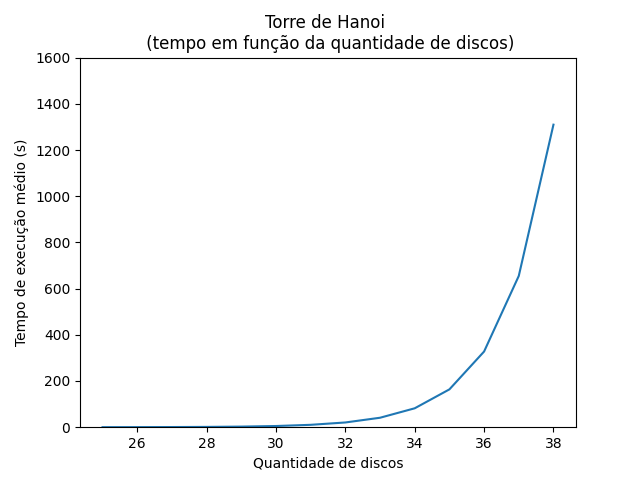 Torre de Hanoi
(tempo em função da quantidade de discos)
1600
1400
1200
1000
800
600
400
200
0
Tempo de execução médio (s)
26 28 30 32 34 36 38
Quantidade de discos